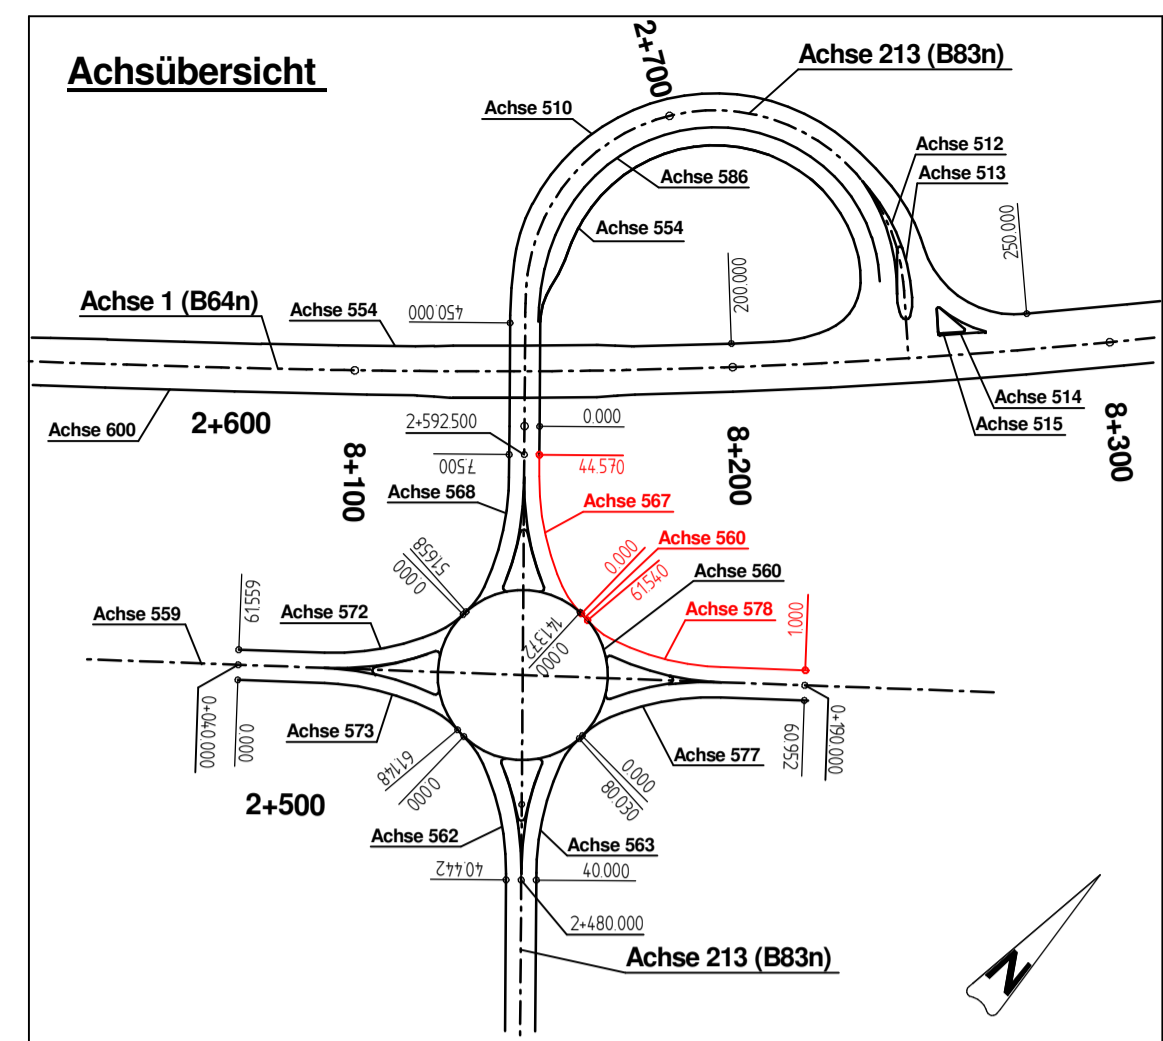 Achsübersicht
2+700
Achse 213 (B83n)
Achse 510
Achse 512
Achse 586
Achse 513
Achse 554
250.000
200.000
Achse 1 (B64n)
Achse 554
450.000
Achse 514
Achse 515
Achse 600
2+600
2+592.500
0.000
8+100
8+200
8+300
7.500
44.570
Achse 568
Achse 567
51.658
0.000
0.000
61.540
Achse 560
Achse 560
61.559
Achse 559
Achse 572
141.372
0.000
Achse 578
1.000
0+040.000
0.000
Achse 573
61.148
0.000
0.000
80.030
Achse 577
60.952
0+190.000
2+500
Achse 562
Achse 563
40.442
40.000
2+480.000
Achse 213 (B83n)
N